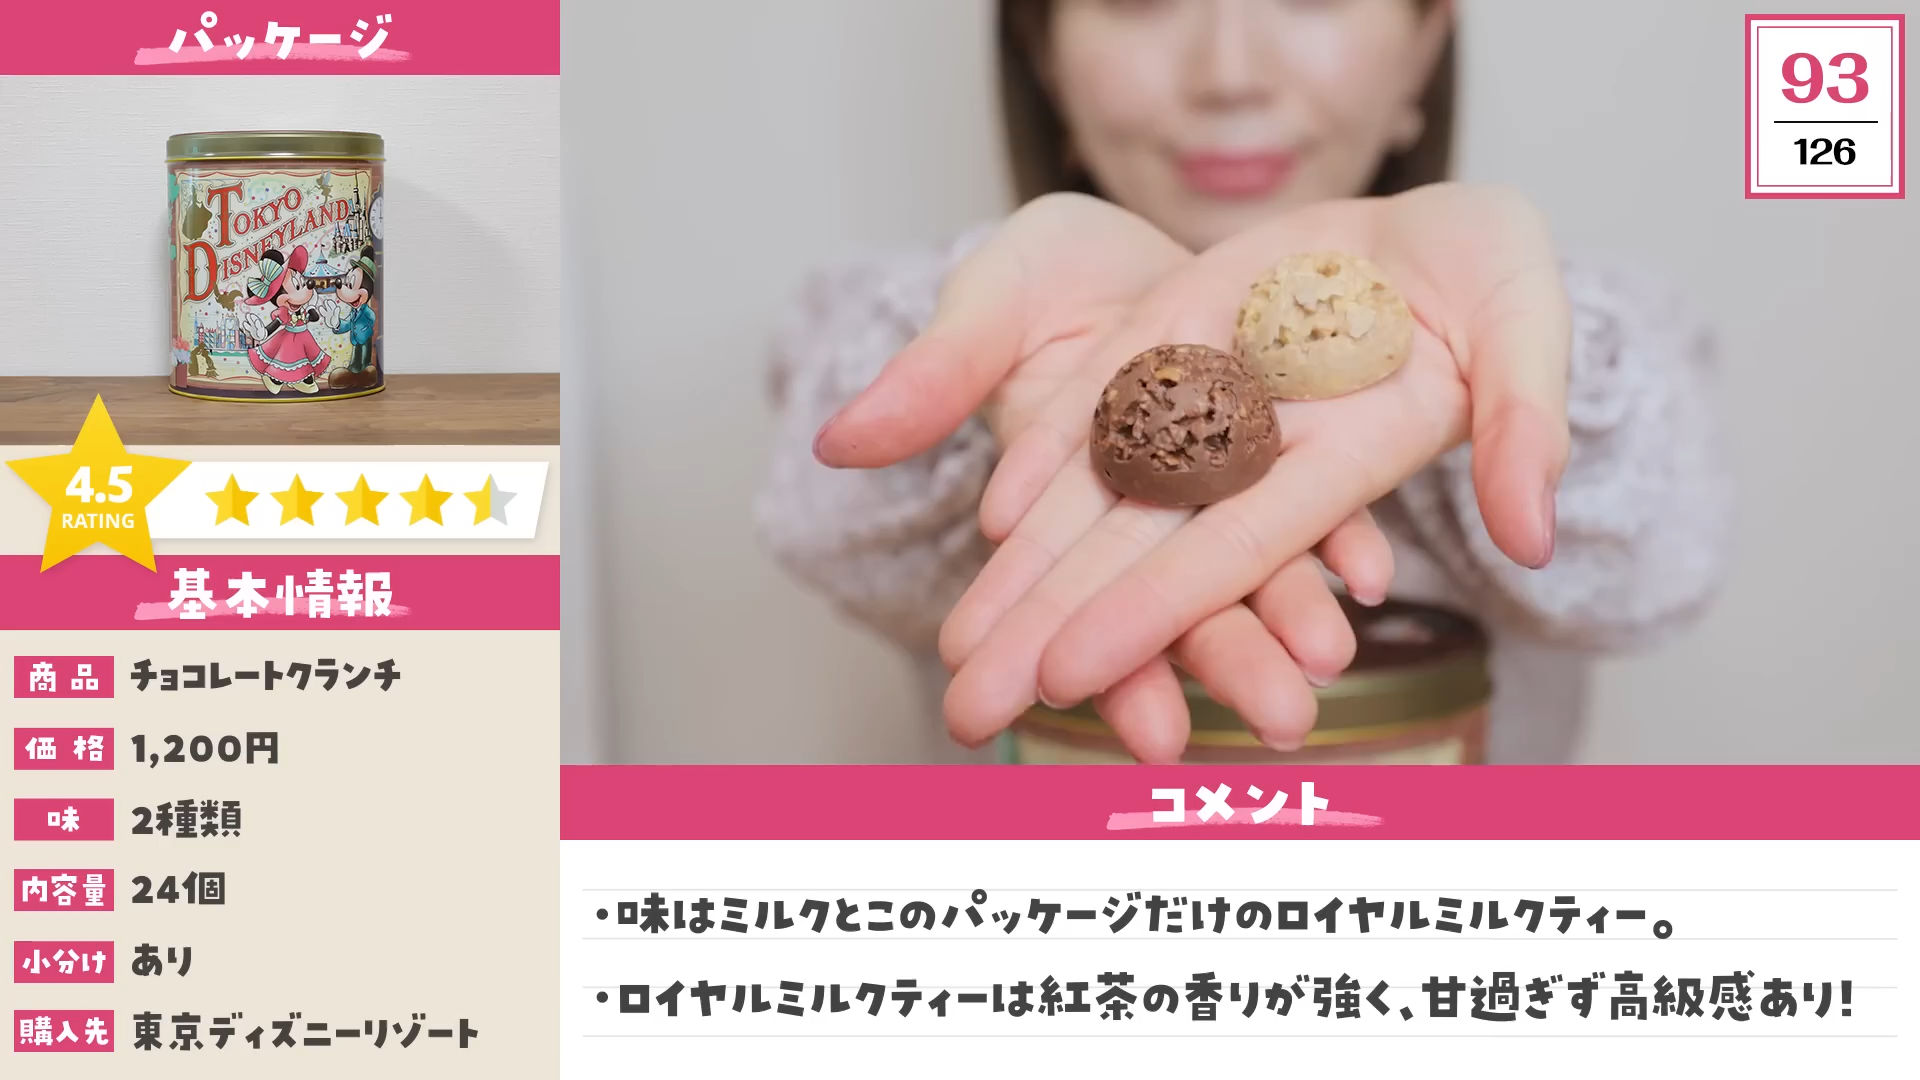 パッケージ
TOKYO
DISNEYLAND
4.5
RATING
基本情報
商品 チョコレートクランチ
価格 1,200円
味 2種類
内容量 24個
小分け あり
購入先 東京ディズニーリゾート
93
126
コメント
・味はミルクとこのパッケージだけのロイヤルミルクティー。
・ロイヤルミルクティーは紅茶の香りが強く、甘過ぎず高級感あり!